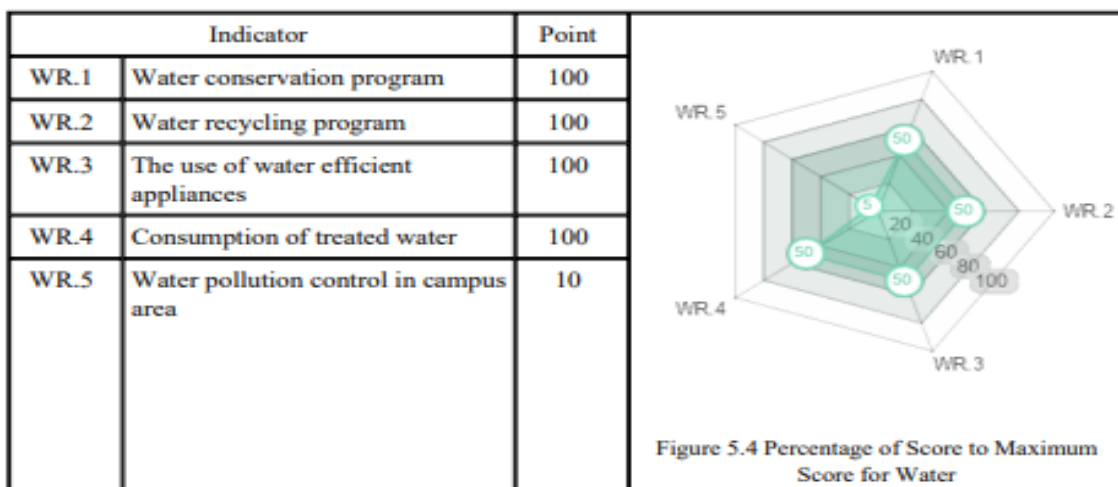 Indicator Point
WR.1 Water conservation program 100
WR.2 Water recycling program 100
WR.3 The use of water efficient 100
appliances
WR.4 Consumption of treated water 100
WR.5 Water pollution control in campus 10
area
WR.1
WR.5
50
5
50
WR.2
20
40
50
60
50
80
100
WR.4
WR.3
Figure 5.4 Percentage of Score to Maximum
Score for Water